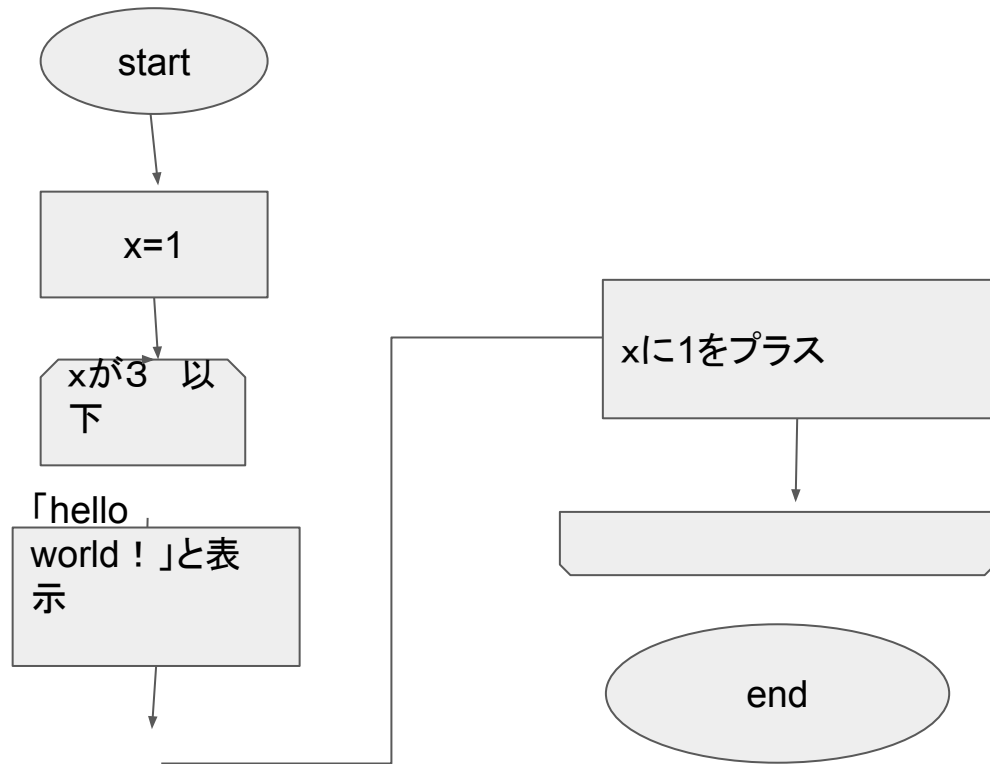 start
x=1
xが３　以
下
「hello
world！」と表
示
xに1をプラス
end